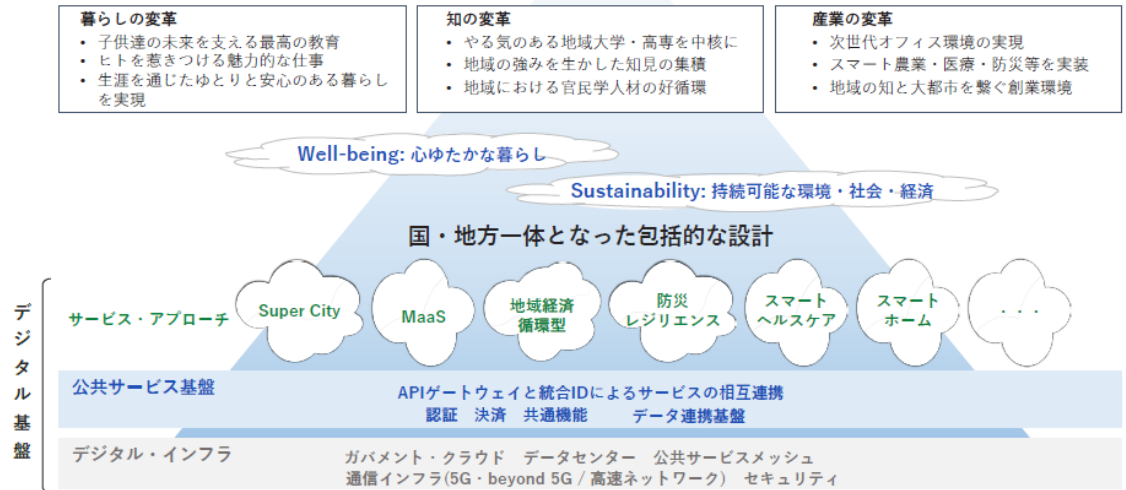 暮らしの変革
• 子供達の未来を支える最高の教育
• ヒトを惹きつける魅力的な仕事
• 生涯を通じたゆとりと安心のある暮らし
を実現
知の変革
• やる気のある地域大学・高専を中核に
• 地域の強みを生かした知見の集積
• 地域における官民学人材の好循環
産業の変革
• 次世代オフィス環境の実現
• スマート農業・医療・防災等を実装
• 地域の知と大都市を繋ぐ創業環境
Well-being: 心ゆたかな暮らし
Sustainability: 持続可能な環境・社会・経済
国・地方一体となった包括的な設計
デジタル基盤
サービス・アプローチ
Super City
MaaS
地域経済
循環型
防災
レジリエンス
スマート
ヘルスケア
スマート
ホーム
・・・
公共サービス基盤
APIゲートウェイと統合IDによるサービスの相互連携
認証 決済 共通機能 データ連携基盤
デジタル・インフラ
ガバメント・クラウド データセンター 公共サービスメッシュ
通信インフラ(5G・beyond 5G / 高速ネットワーク) セキュリティ